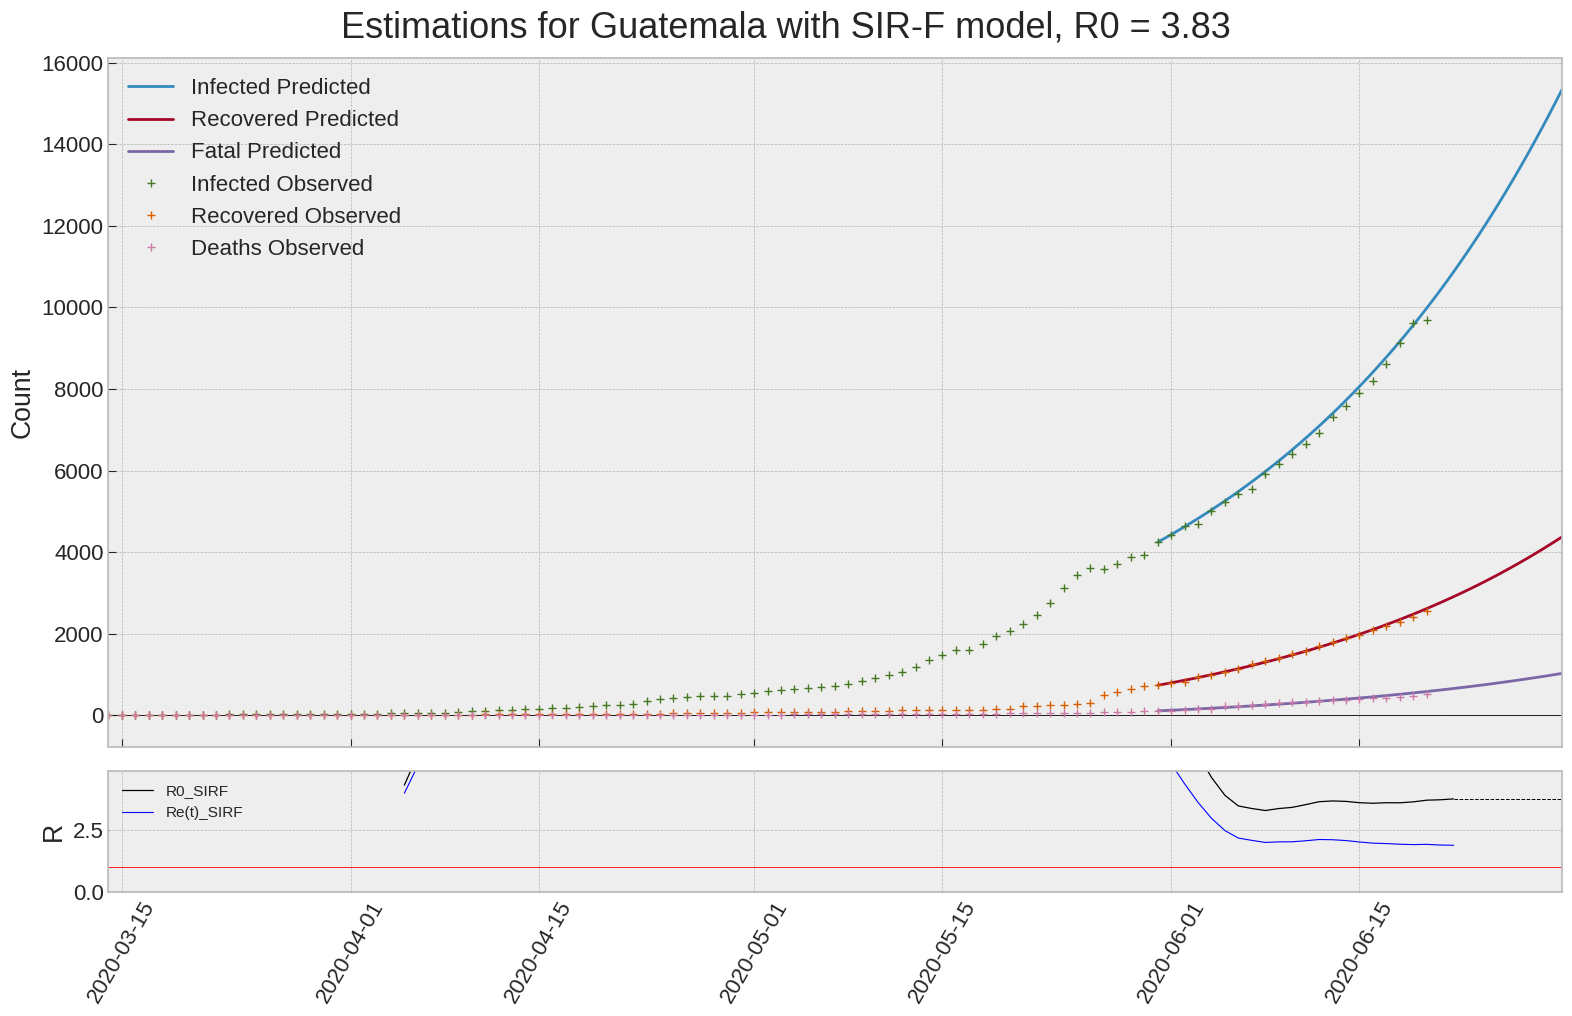 Estimations for Guatemala with SIR-F model, R0 = 3.83
16000
14000
12000
10000
8000
6000
4000
2000
0
Count
Infected Predicted
Recovered Predicted
Fatal Predicted
Infected Observed
Recovered Observed
Deaths Observed
R0_SIRF
Re(t)_SIRF
R
2.5
0.0
2020-03-15
2020-04-01
2020-04-15
2020-05-01
2020-05-15
2020-06-01
2020-06-15